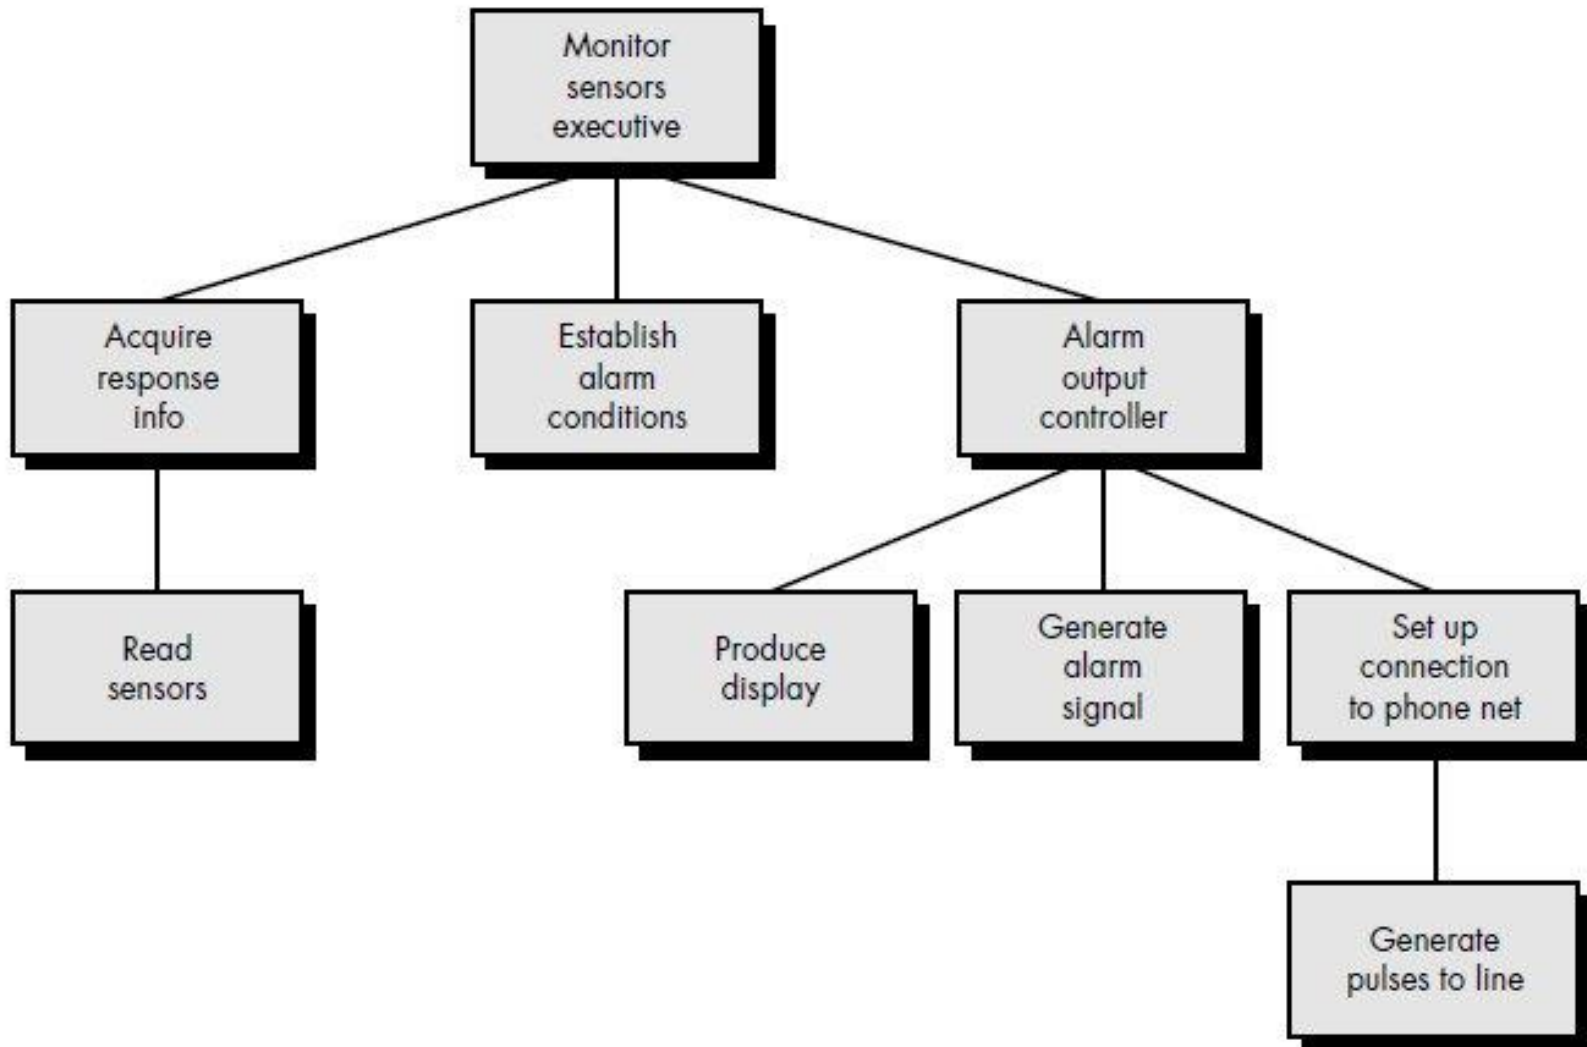 Monitor
sensors
executive
Acquire
response
info
Establish
alarm
conditions
Alarm
output
controller
Read
sensors
Produce
display
Generate
alarm
signal
Set up
connection
to phone net
Generate
pulses to line